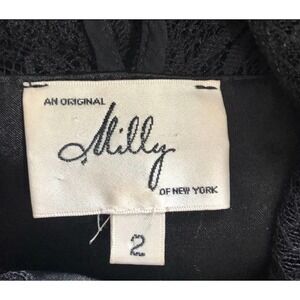 AN ORIGINAL
Milly
OF NEW YORK
2